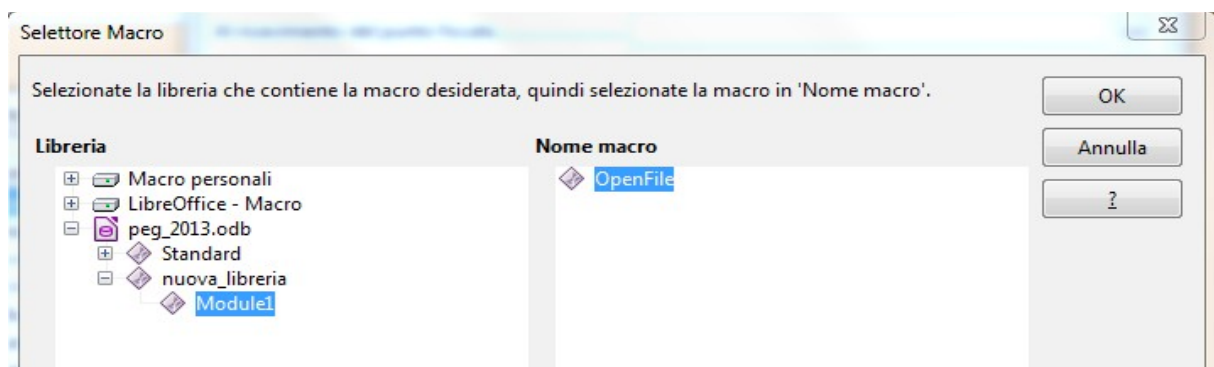 Selettore Macro
Selezionate la libreria che contiene la macro desiderata, quindi selezionate la macro in 'Nome macro'.
OK
Libreria
Nome macro
Annulla
Macro personali
OpenFile
LibreOffice - Macro
?
peg_2013.odb
Standard
nuova_libreria
Module1